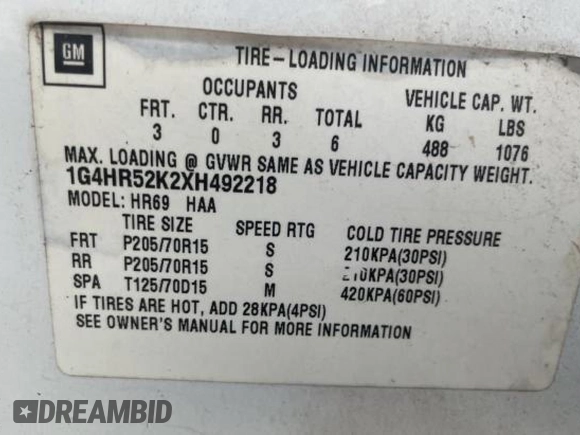 GM
TIRE-LOADING INFORMATION
OCCUPANTS VEHICLE CAP. WT.
FRT. CTR. RR. TOTAL KG LBS
3 0 3 6 488 1076
MAX. LOADING @ GVWR SAME AS VEHICLE CAPACITY WEIGHT.
1G4HR52K2XH492218
MODEL: HR69 HAA
TIRE SIZE SPEED RTG COLD TIRE PRESSURE
FRT P205/70R15 S 210KPA(30PSI)
RR P205/70R15 S 210KPA(30PSI)
SPA T125/70D15 M 420KPA(60PSI)
IF TIRES ARE HOT, ADD 28KPA(4PSI)
SEE OWNER'S MANUAL FOR MORE INFORMATION
DREAMBID